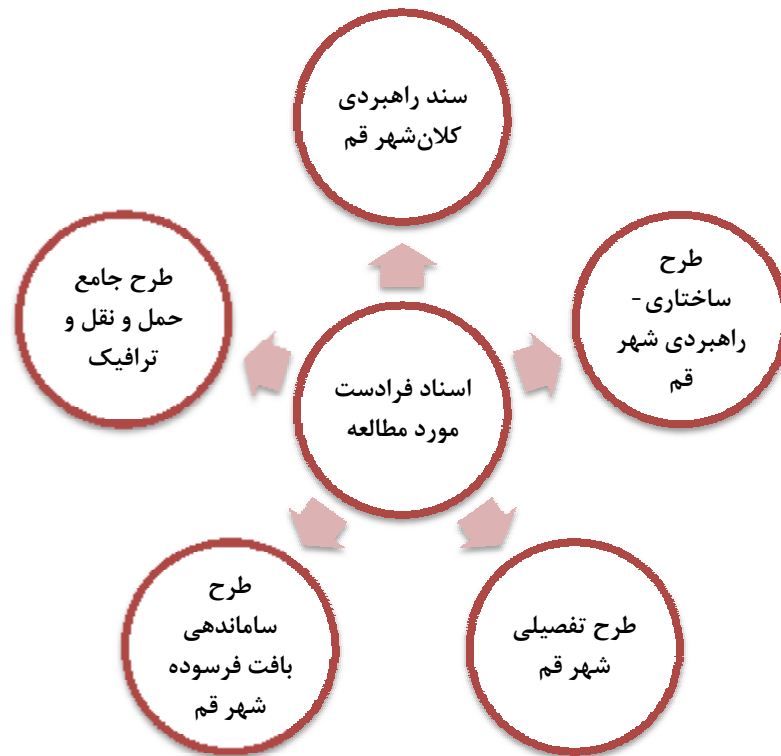 سند راهبردی
کلان‌شهر قم
طرح
ساختاری -
راهبردی شهر
قم
طرح جامع
حمل و نقل و
ترافیک
اسناد فرادست
مورد مطالعه
طرح تفصیلی
شهر قم
طرح
ساماندهی
بافت فرسوده
شهر قم